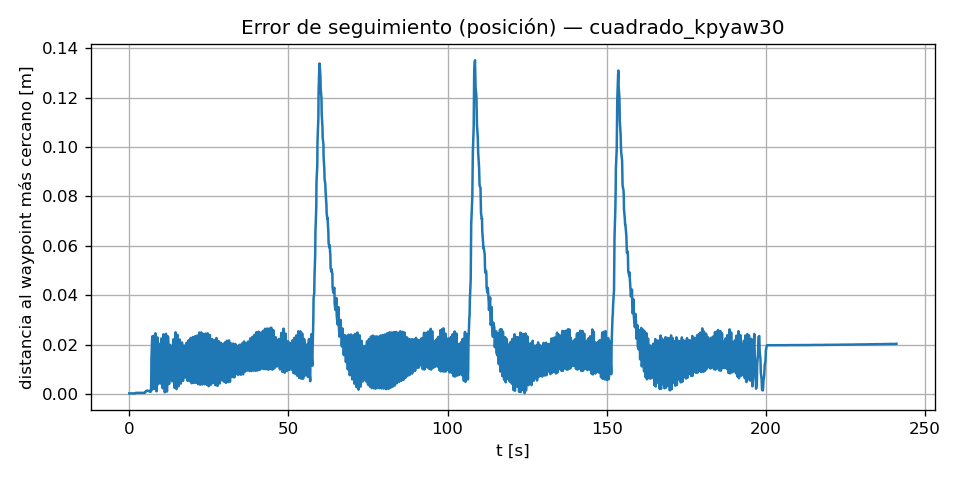 Error de seguimiento (posición) — cuadrado_kpyaw30
distancia al waypoint más cercano [m]
0.14
0.12
0.10
0.08
0.06
0.04
0.02
0.00
0 50 100 150 200 250
t [s]